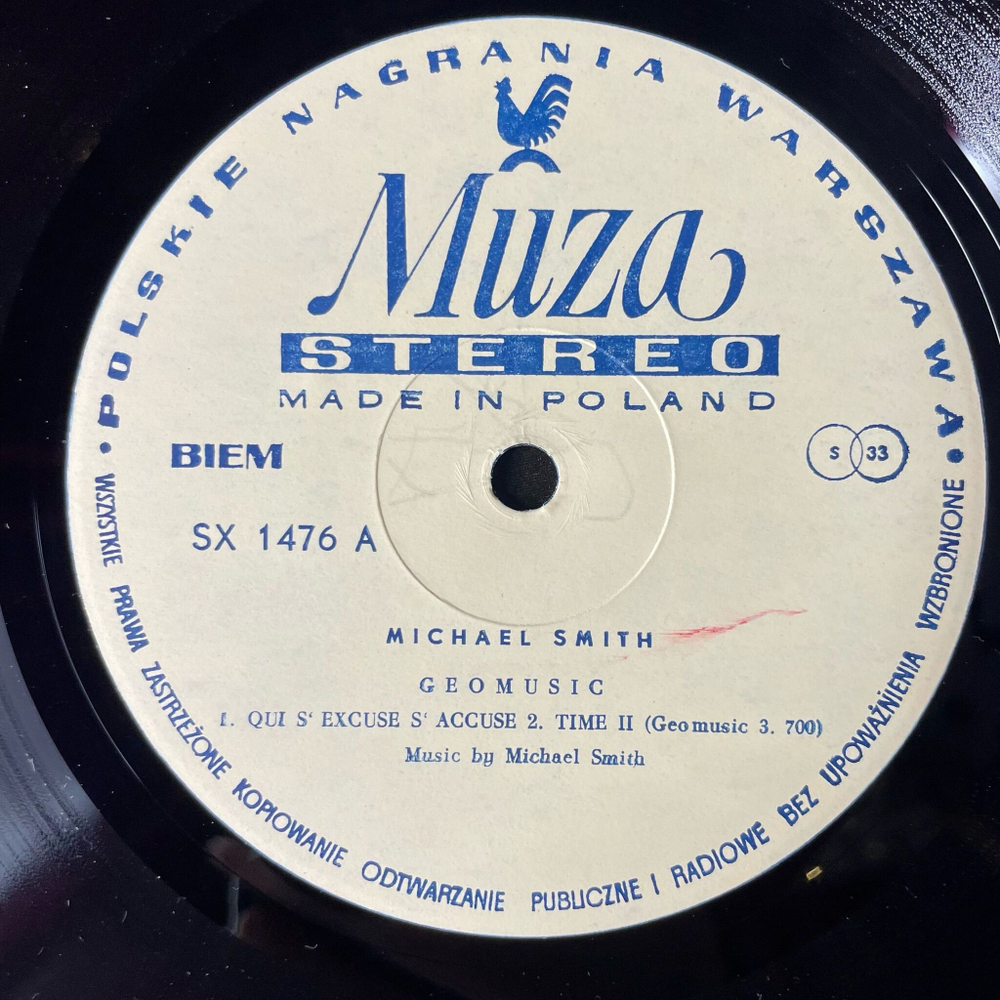 • POLSKIE NAGRANIA WARSZAWA •
Muza
STEREO
MADE IN POLAND
BIEM
S 33
SX 1476 A
MICHAEL SMITH
GEOMUSIC
1. QUI S‘ EXCUSE S‘ ACCUSE 2. TIME II (Geomusic 3. 700)
Music by Michael Smith
WSZYSTKIE PRAWA ZASTRZEŻONE KOPIOWANIE ODTWARZANIE PUBLICZNE I RADIOWE BEZ UPOWAŹNIENIA WZBRONIONE